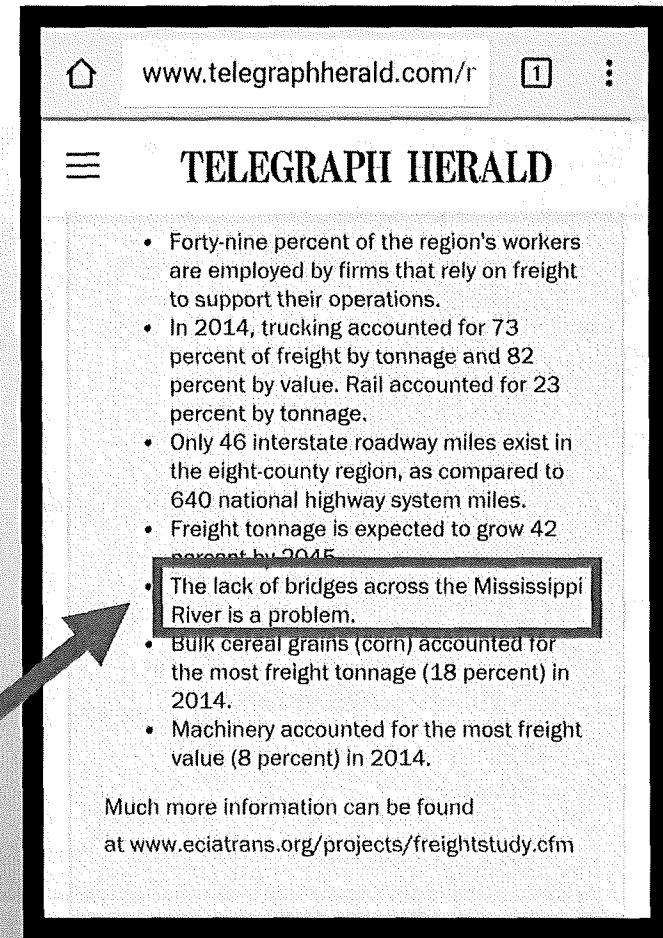 www.telegraphherald.com/r
1
TELEGRAPH HERALD
• Forty-nine percent of the region's workers
are employed by firms that rely on freight
to support their operations.
• In 2014, trucking accounted for 73
percent of freight by tonnage and 82
percent by value. Rail accounted for 23
percent by tonnage.
• Only 46 interstate roadway miles exist in
the eight-county region, as compared to
640 national highway system miles.
• Freight tonnage is expected to grow 42
percent by 2045
• The lack of bridges across the Mississippi
River is a problem.
• Bulk cereal grains (corn) accounted for
the most freight tonnage (18 percent) in
2014.
• Machinery accounted for the most freight
value (8 percent) in 2014.
Much more information can be found
at www.eciatrans.org/projects/freightstudy.cfm